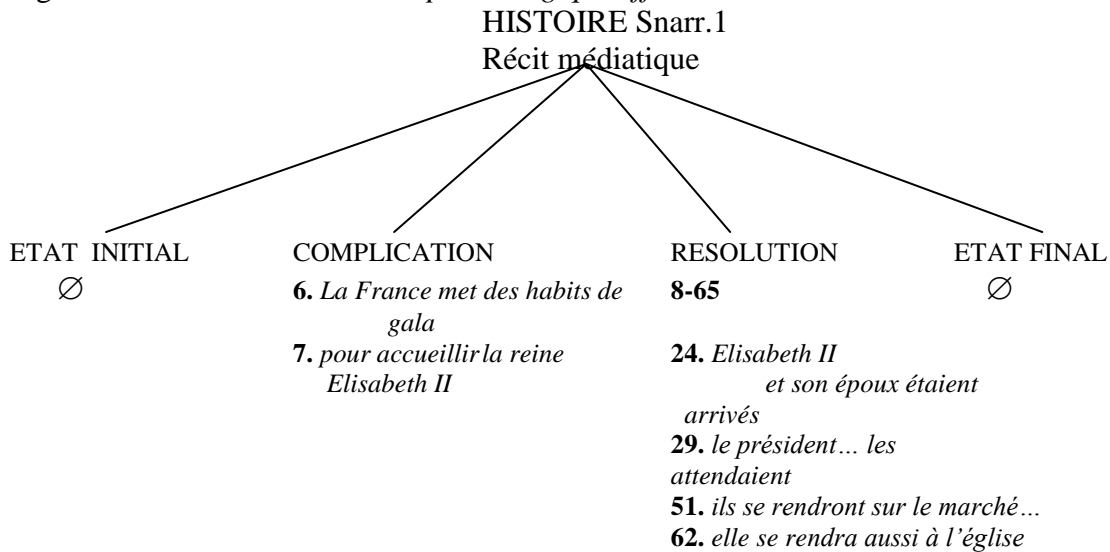 HISTOIRE Snarr.1
Récit médiatique
ETAT INITIAL
∅
COMPLICATION
6. La France met des habits de
gala
7. pour accueillir la reine
Elisabeth II
RESOLUTION
8-65
24. Elisabeth II
et son époux étaient
arrivés
29. le président… les
attendaient
51. ils se rendront sur le marché…
62. elle se rendra aussi à l'église
ETAT FINAL
∅